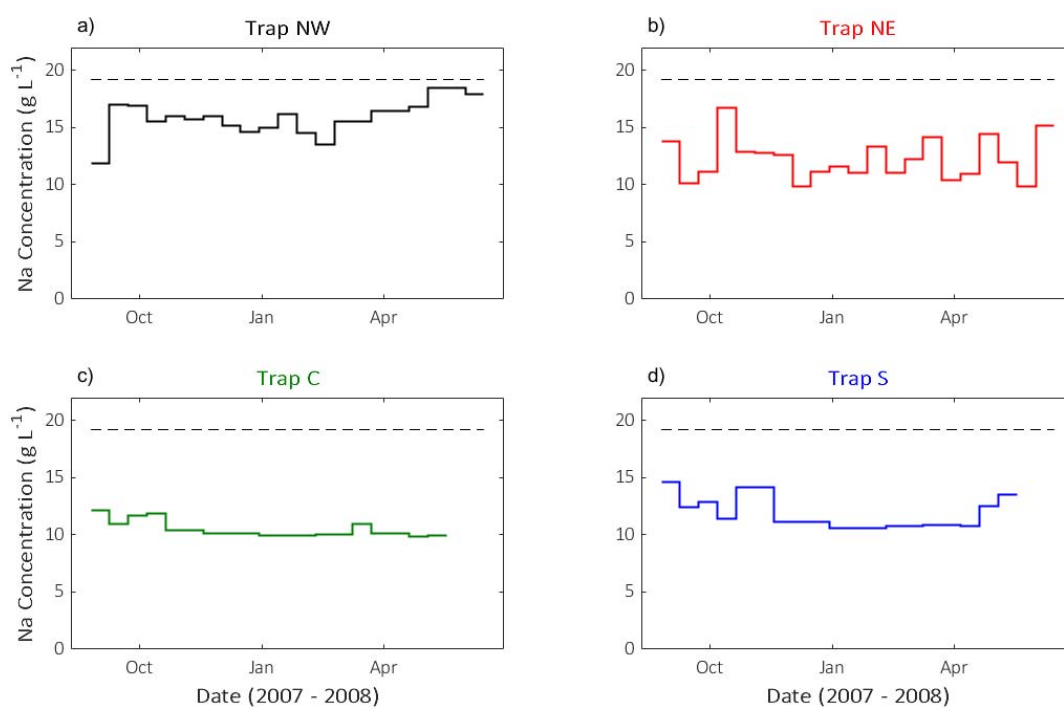 a)
Trap NW
Na Concentration (g L⁻¹)
20
15
10
5
0
Oct
Jan
Apr
b)
Trap NE
20
15
10
5
0
Oct
Jan
Apr
c)
Trap C
Na Concentration (g L⁻¹)
20
15
10
5
0
Oct
Jan
Apr
Date (2007 - 2008)
d)
Trap S
20
15
10
5
0
Oct
Jan
Apr
Date (2007 - 2008)